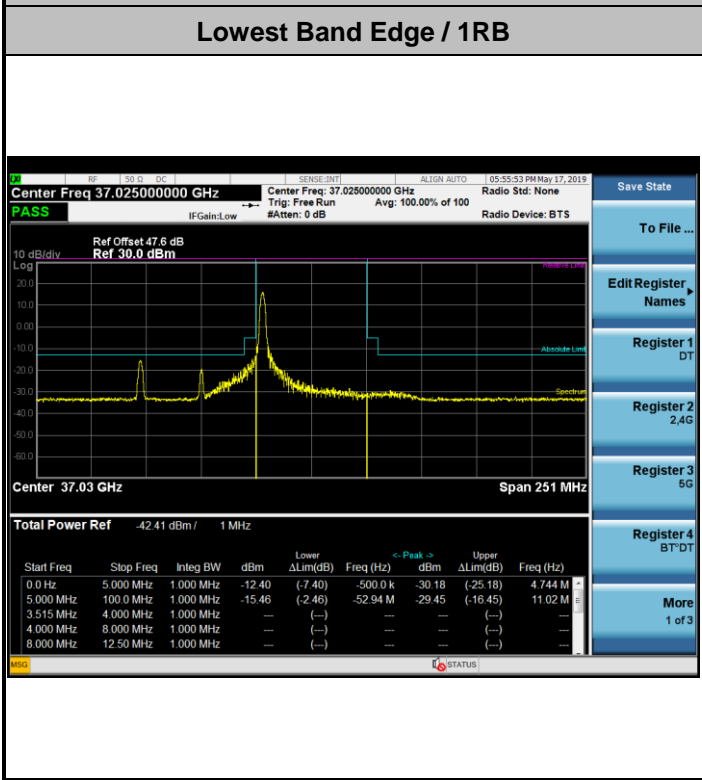 Lowest Band Edge / 1RB
RF 50 Ω DC SENSE:INT ALIGN AUTO 05:55:53 PM May 17, 2019
Center Freq 37.025000000 GHz
Center Freq: 37.025000000 GHz
Radio Std: None
PASS
IFGain:Low
Trig: Free Run
Avg: 100.00% of 100
#Atten: 0 dB
Radio Device: BTS
Ref Offset 47.6 dB
10 dB/div Ref 30.0 dBm
Log
Relative Limit
20.0
10.0
0.00
-10.0
Absolute Limit
-20.0
-30.0
Spectrum
-40.0
-50.0
-60.0
Center 37.03 GHz
Span 251 MHz
Total Power Ref -42.41 dBm / 1 MHz
Lower <- Peak -> Upper
Start Freq Stop Freq Integ BW dBm ΔLim(dB) Freq (Hz) dBm ΔLim(dB) Freq (Hz)
0.0 Hz 5.000 MHz 1.000 MHz -12.40 (-7.40) -500.0 k -30.18 (-25.18) 4.744 M
5.000 MHz 100.0 MHz 1.000 MHz -15.46 (-2.46) -52.94 M -29.45 (-16.45) 11.02 M
3.515 MHz 4.000 MHz 1.000 MHz --- (---) --- --- (---) ---
4.000 MHz 8.000 MHz 1.000 MHz --- (---) --- --- (---) ---
8.000 MHz 12.50 MHz 1.000 MHz --- (---) --- --- (---) ---
MSG
STATUS
Save State
To File ...
Edit Register
Names
Register 1
DT
Register 2
2,4G
Register 3
5G
Register 4
BT°DT
More
1 of 3